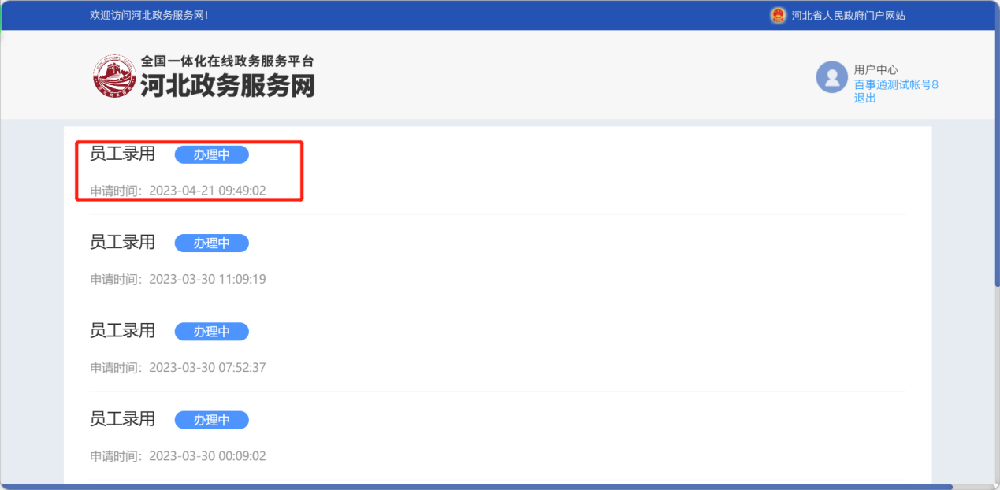 欢迎访问河北政务服务网！
河北省人民政府门户网站
全国一体化在线政务服务平台
河北政务服务网
用户中心
百事通测试帐号8
退出
员工录用 办理中
申请时间：2023-04-21 09:49:02
员工录用 办理中
申请时间：2023-03-30 11:09:19
员工录用 办理中
申请时间：2023-03-30 07:52:37
员工录用 办理中
申请时间：2023-03-30 00:09:02